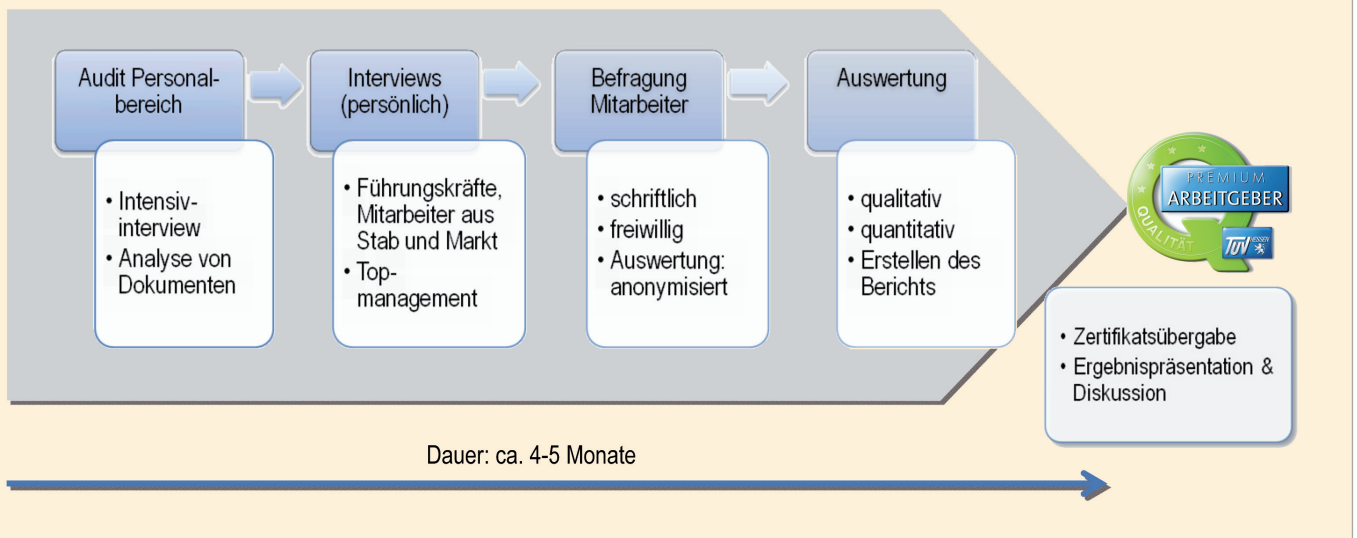 Audit Personal-
bereich
• Intensiv-
interview
• Analyse von
Dokumenten
Interviews
(persönlich)
• Führungskräfte,
Mitarbeiter aus
Stab und Markt
• Top-
management
Befragung
Mitarbeiter
• schriftlich
• freiwillig
• Auswertung:
anonymisiert
Auswertung
• qualitativ
• quantitativ
• Erstellen des
Berichts
PREMIUM
ARBEITGEBER
QUALITÄT
TÜV HESSEN
• Zertifikatsübergabe
• Ergebnispräsentation &
Diskussion
Dauer: ca. 4-5 Monate